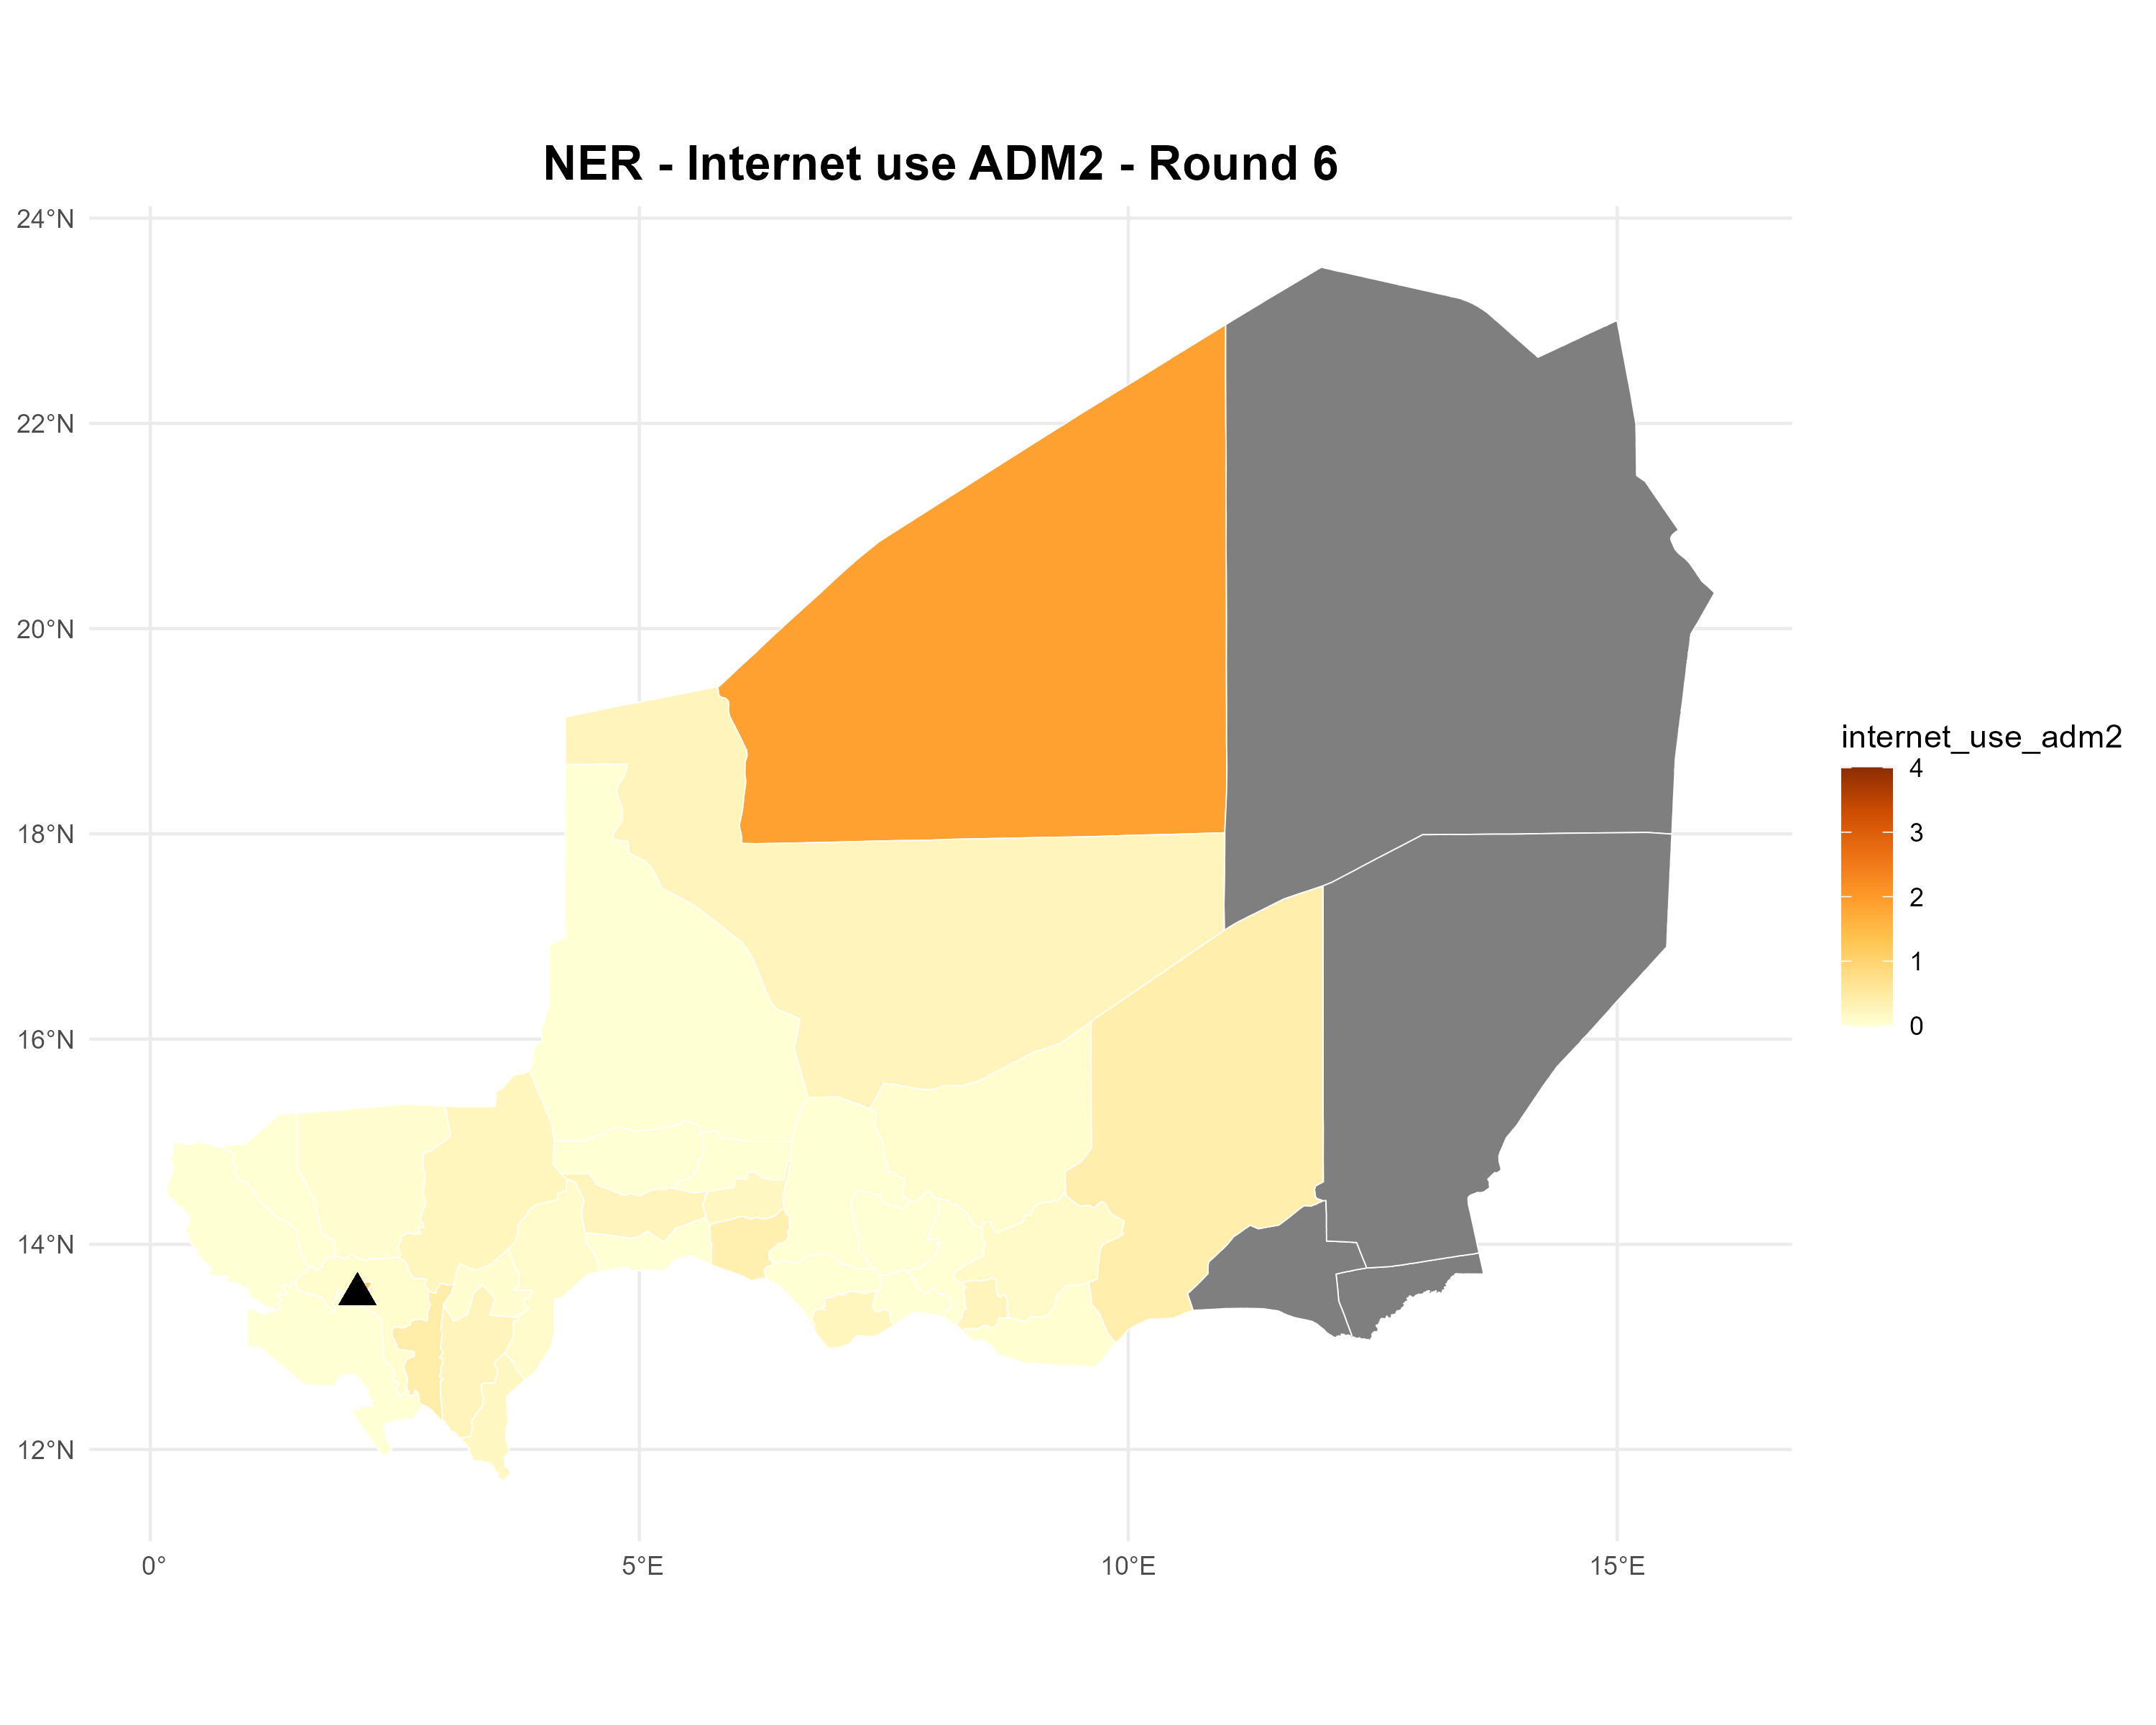 NER - Internet use ADM2 - Round 6
24°N
22°N
20°N
18°N
16°N
14°N
12°N
0°
5°E
10°E
15°E
internet_use_adm2
4
3
2
1
0